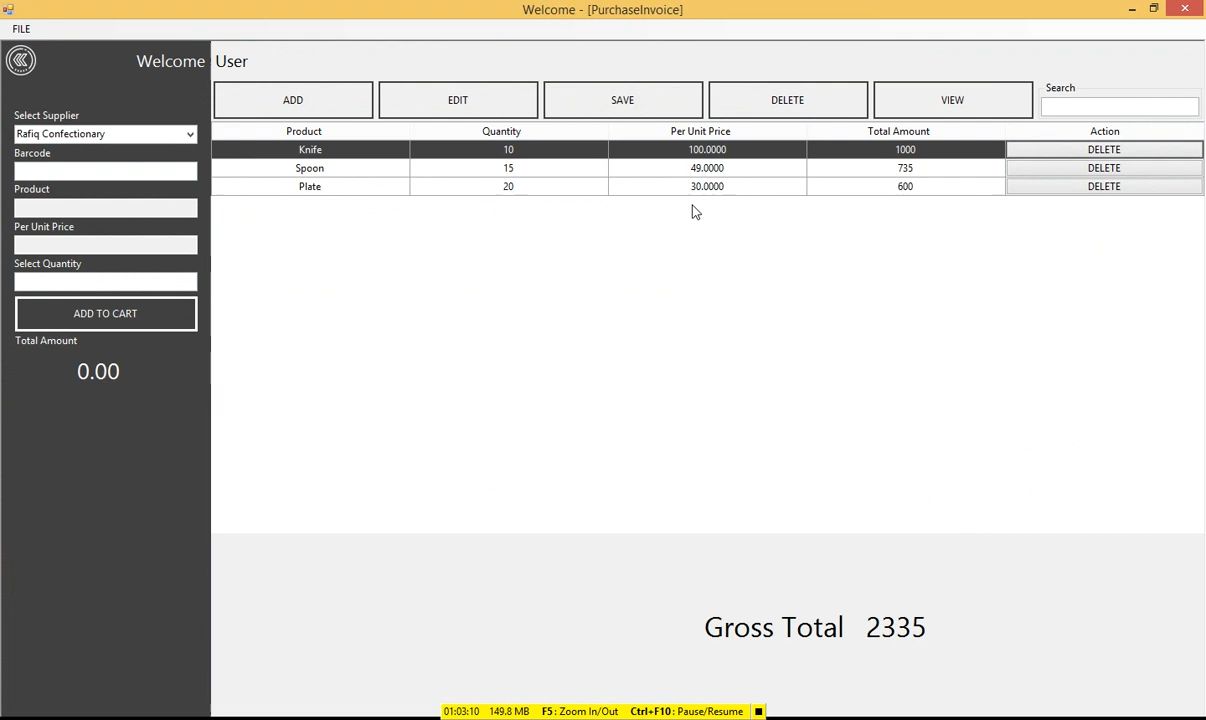 Welcome - [PurchaseInvoice]
FILE
Welcome User
Select Supplier
Rafiq Confectionary
Barcode
Product
Per Unit Price
Select Quantity
ADD TO CART
Total Amount
0.00
ADD EDIT SAVE DELETE VIEW Search
Product Quantity Per Unit Price Total Amount Action
Knife 10 100.0000 1000 DELETE
Spoon 15 49.0000 735 DELETE
Plate 20 30.0000 600 DELETE
Gross Total 2335
01:03:10 149.8 MB F5: Zoom In/Out Ctrl+F10: Pause/Resume